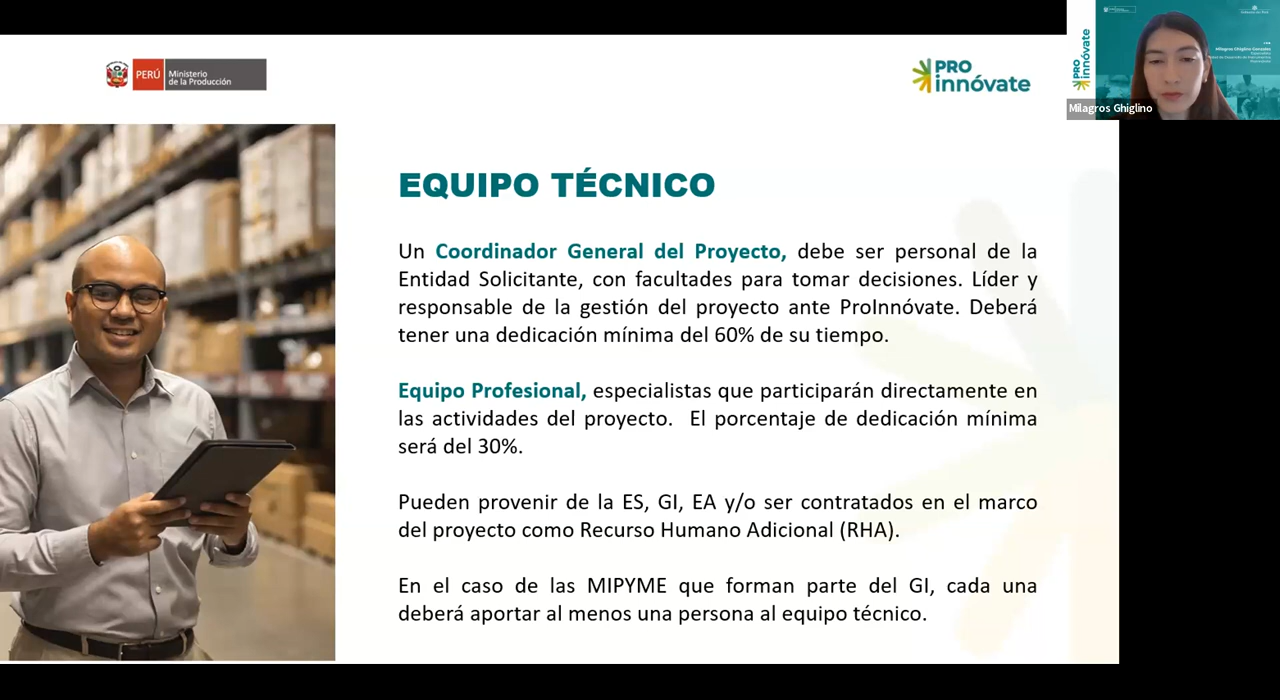 PERÚ
Ministerio
de la Producción
PRO
innóvate
PRO
innóvate
Milagros Ghiglino
EQUIPO TÉCNICO
Un Coordinador General del Proyecto, debe ser personal de la
Entidad Solicitante, con facultades para tomar decisiones. Líder y
responsable de la gestión del proyecto ante ProInnóvate. Deberá
tener una dedicación mínima del 60% de su tiempo.
Equipo Profesional, especialistas que participarán directamente en
las actividades del proyecto. El porcentaje de dedicación mínima
será del 30%.
Pueden provenir de la ES, GI, EA y/o ser contratados en el marco
del proyecto como Recurso Humano Adicional (RHA).
En el caso de las MIPYME que forman parte del GI, cada una
deberá aportar al menos una persona al equipo técnico.